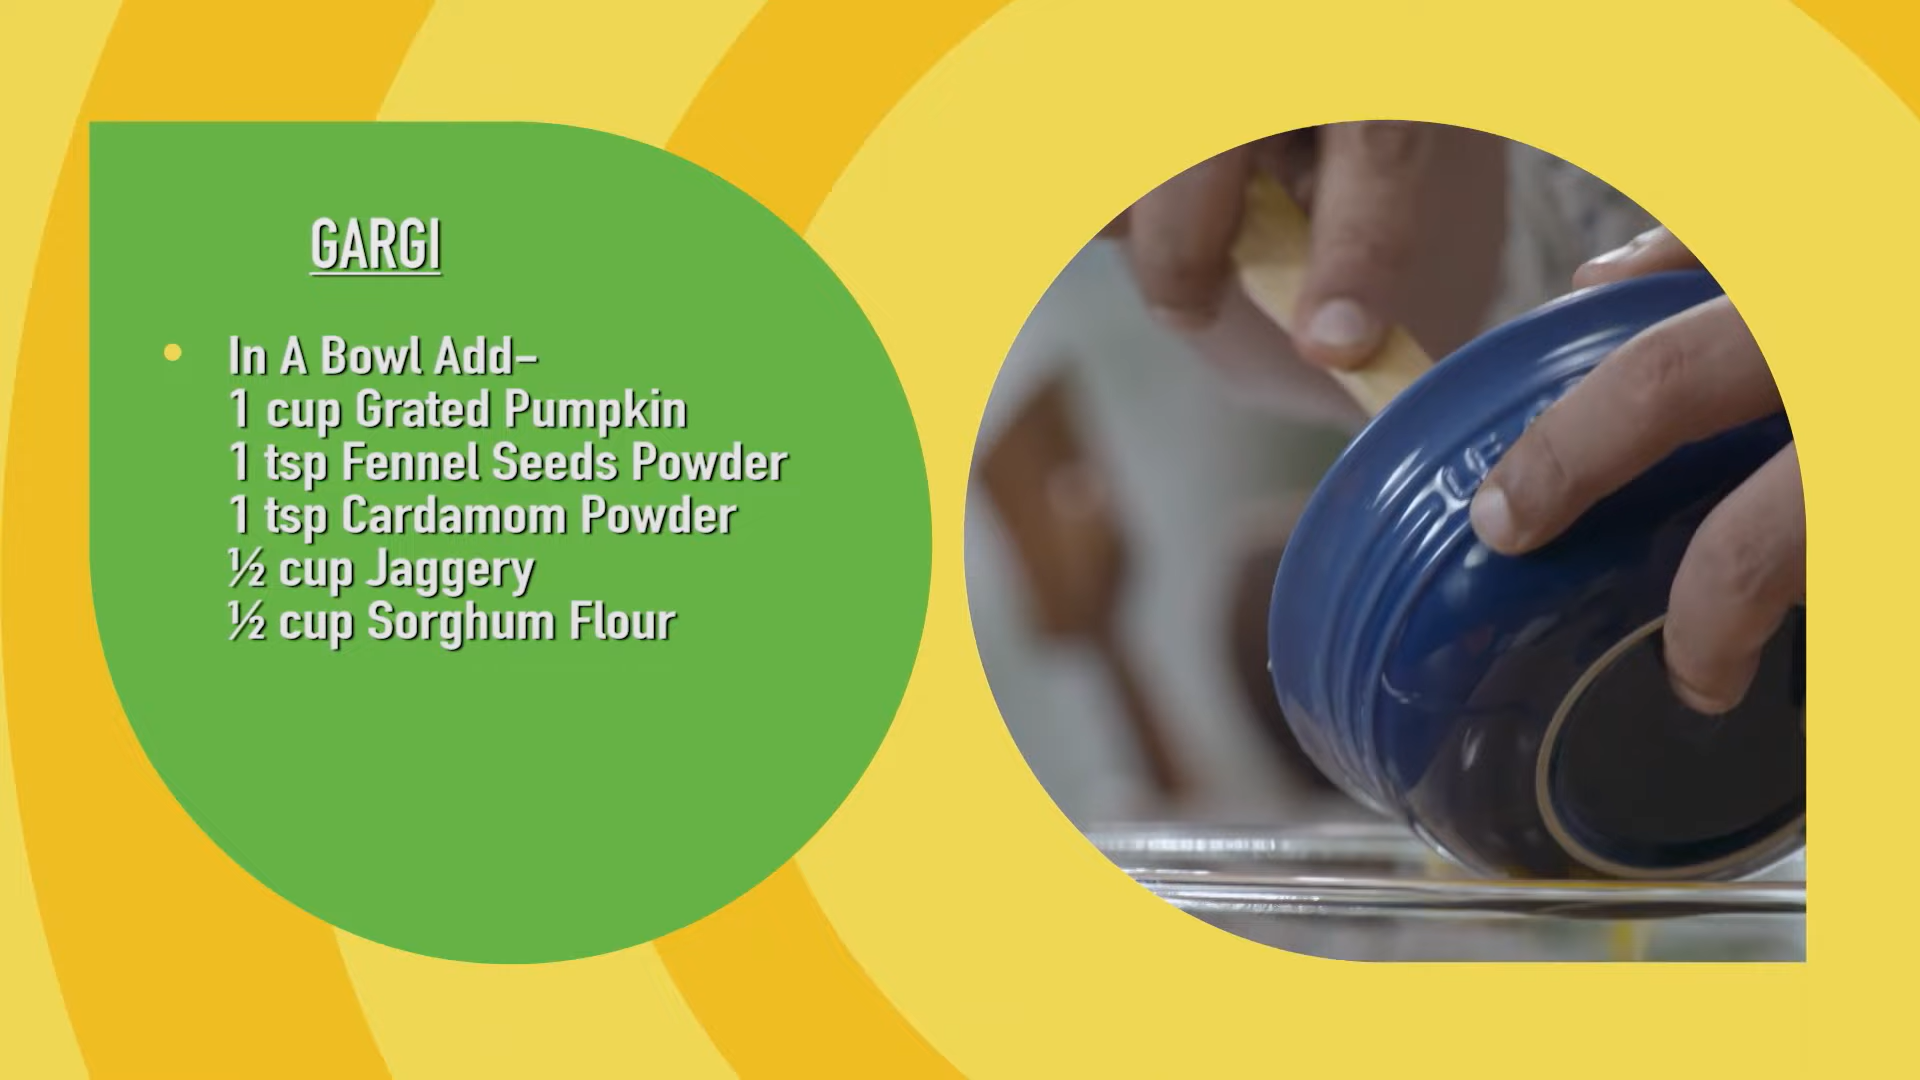 GARGI
In A Bowl Add–
1 cup Grated Pumpkin
1 tsp Fennel Seeds Powder
1 tsp Cardamom Powder
½ cup Jaggery
½ cup Sorghum Flour